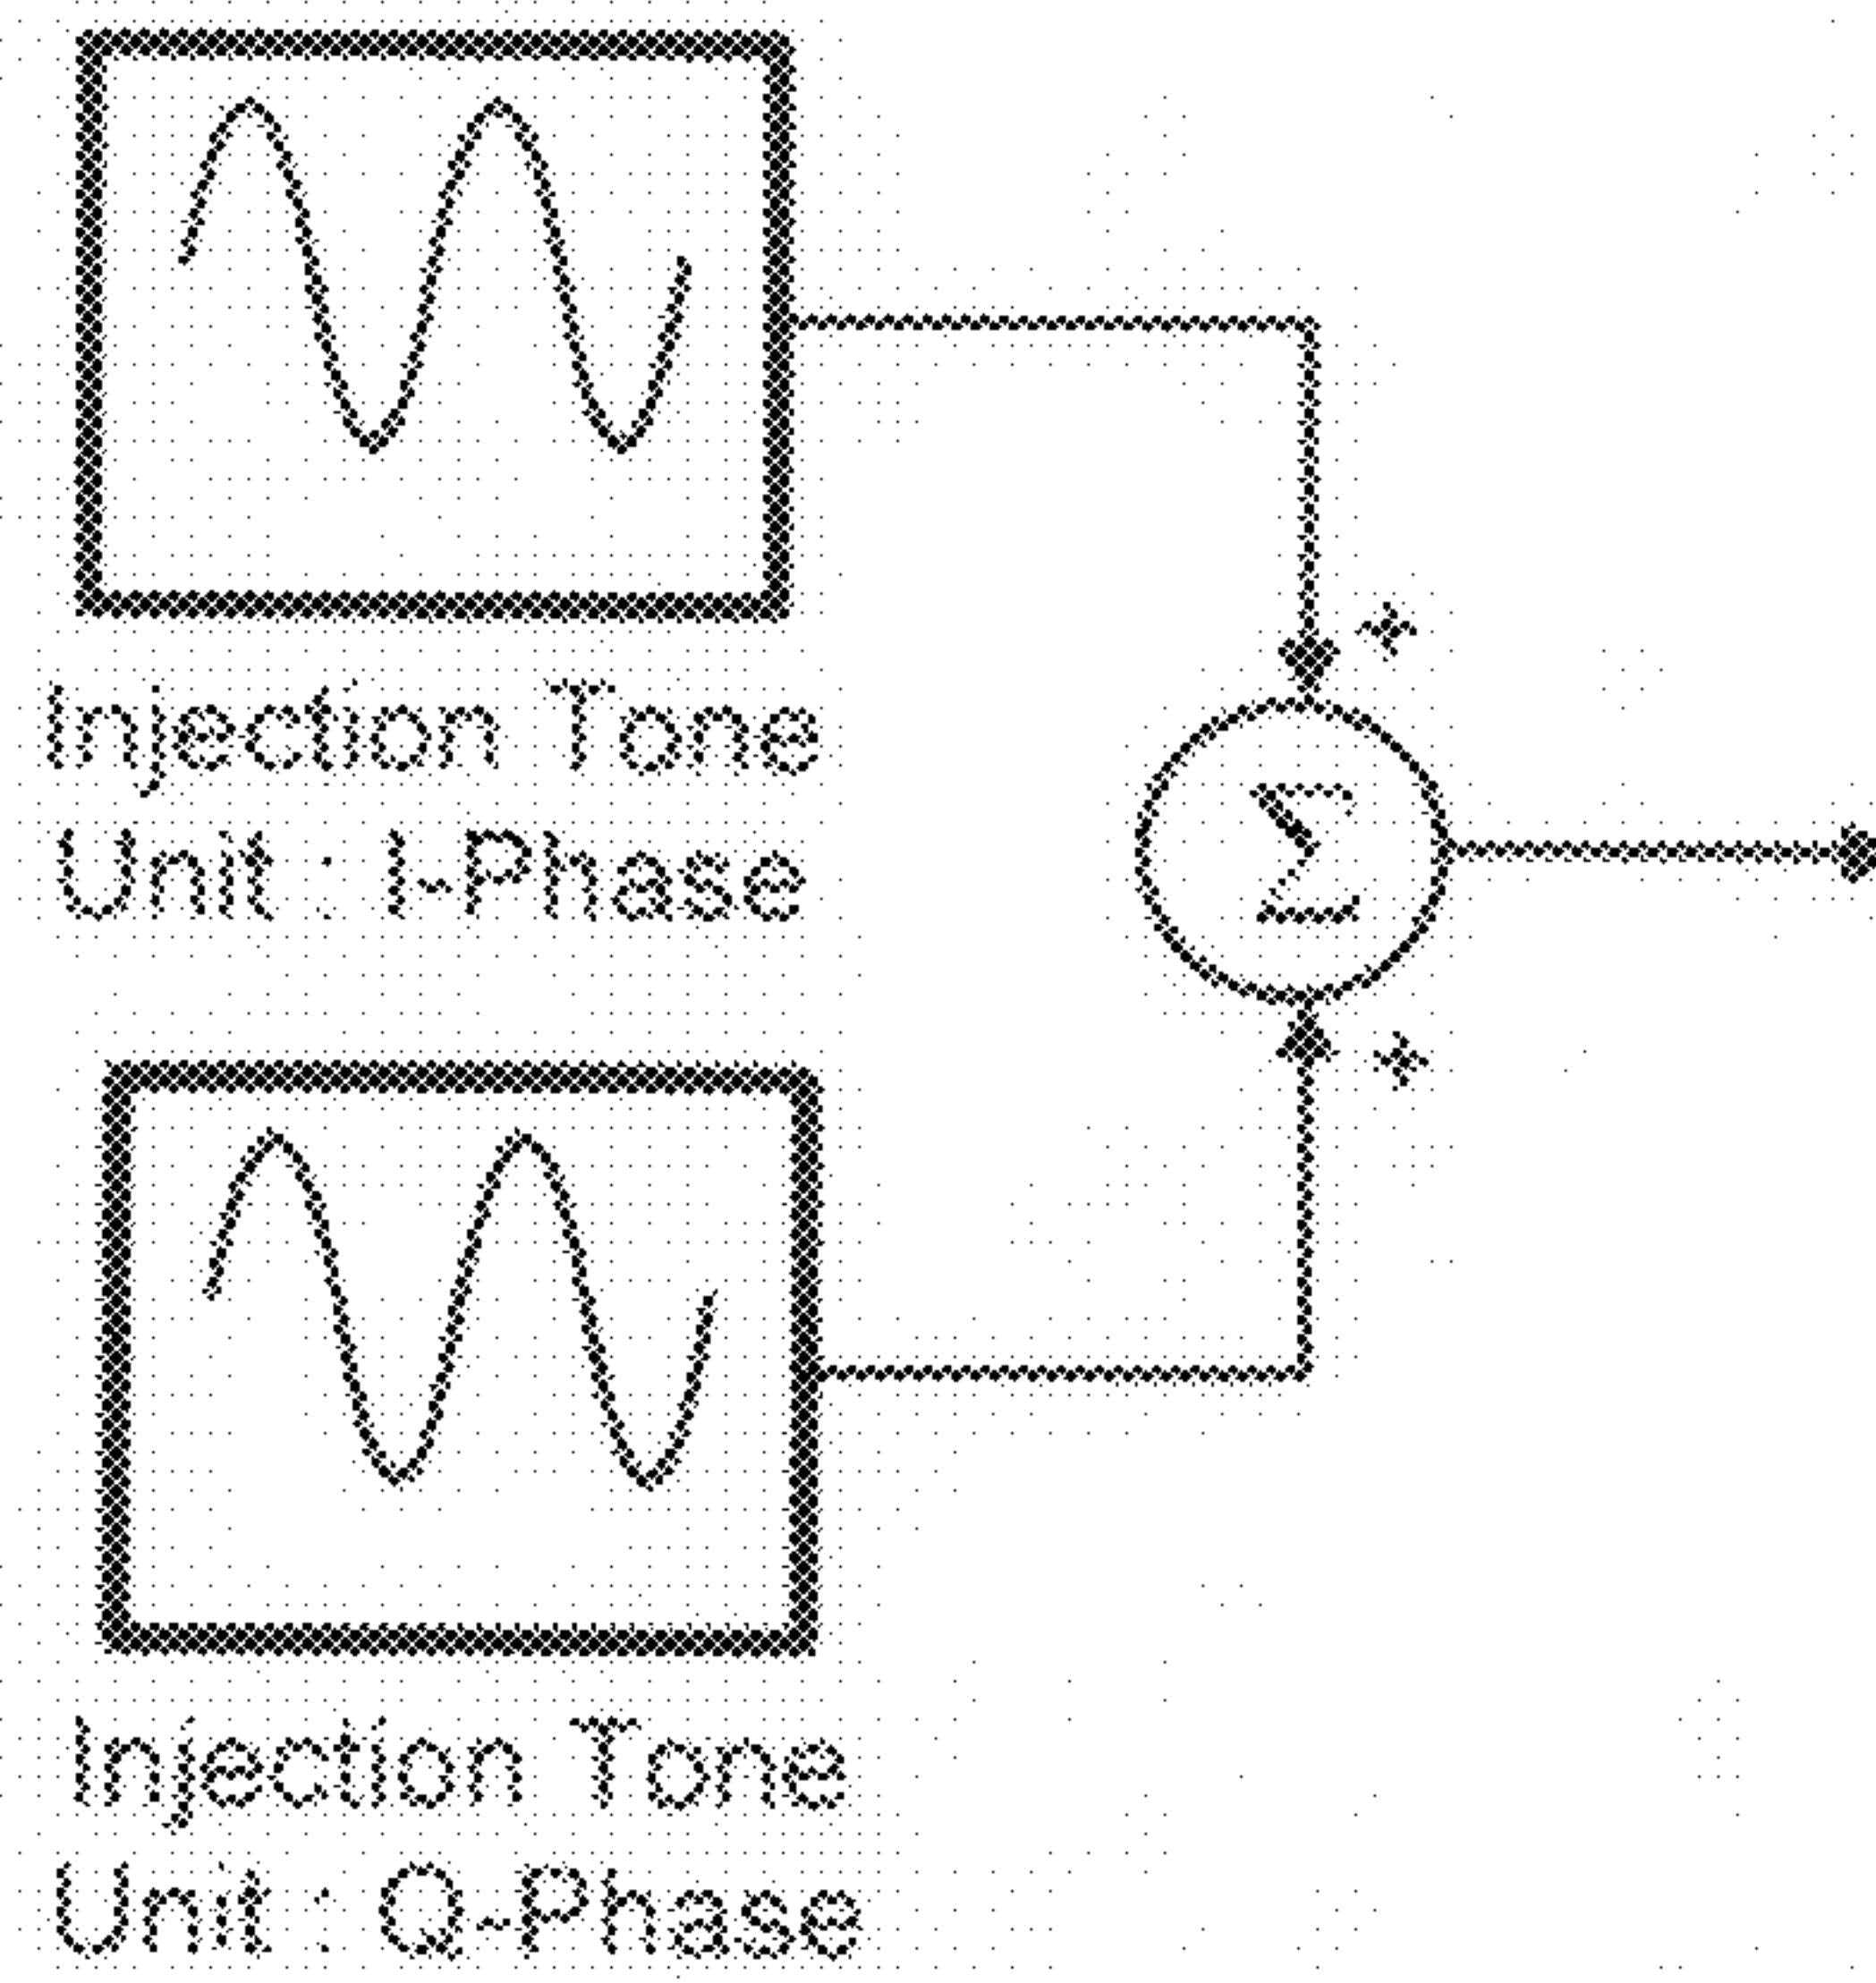 +
Σ
+
Injection Tone
Unit : I-Phase
Injection Tone
Unit : Q-Phase